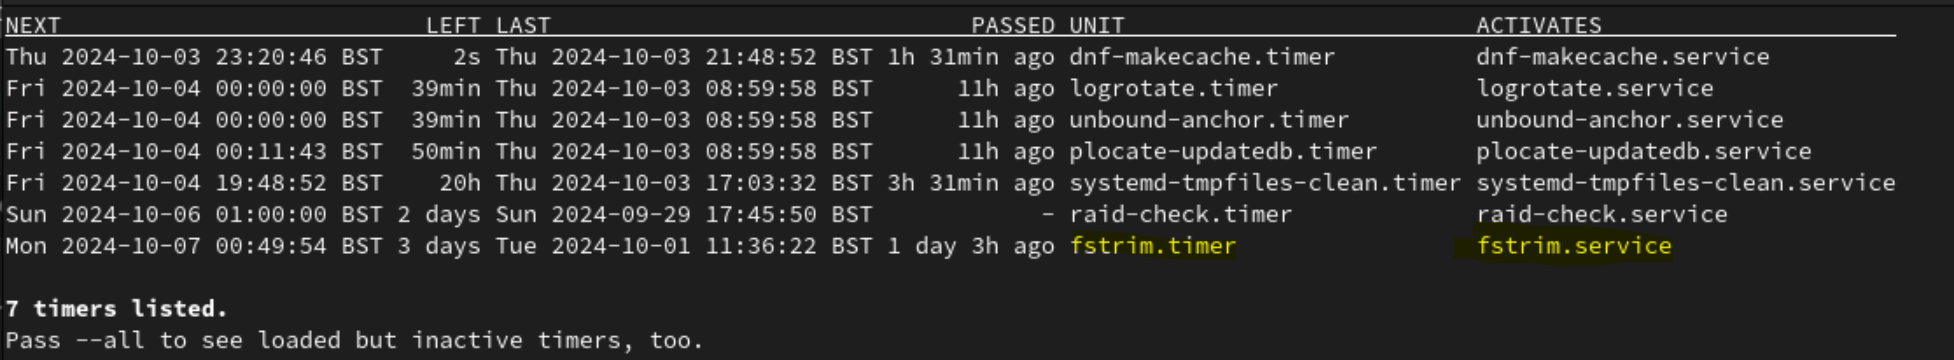 NEXT LEFT LAST PASSED UNIT ACTIVATES
Thu 2024-10-03 23:20:46 BST 2s Thu 2024-10-03 21:48:52 BST 1h 31min ago dnf-makecache.timer dnf-makecache.service
Fri 2024-10-04 00:00:00 BST 39min Thu 2024-10-03 08:59:58 BST 11h ago logrotate.timer logrotate.service
Fri 2024-10-04 00:00:00 BST 39min Thu 2024-10-03 08:59:58 BST 11h ago unbound-anchor.timer unbound-anchor.service
Fri 2024-10-04 00:11:43 BST 50min Thu 2024-10-03 08:59:58 BST 11h ago plocate-updatedb.timer plocate-updatedb.service
Fri 2024-10-04 19:48:52 BST 20h Thu 2024-10-03 17:03:32 BST 3h 31min ago systemd-tmpfiles-clean.timer systemd-tmpfiles-clean.service
Sun 2024-10-06 01:00:00 BST 2 days Sun 2024-09-29 17:45:50 BST - raid-check.timer raid-check.service
Mon 2024-10-07 00:49:54 BST 3 days Tue 2024-10-01 11:36:22 BST 1 day 3h ago fstrim.timer fstrim.service
7 timers listed.
Pass --all to see loaded but inactive timers, too.